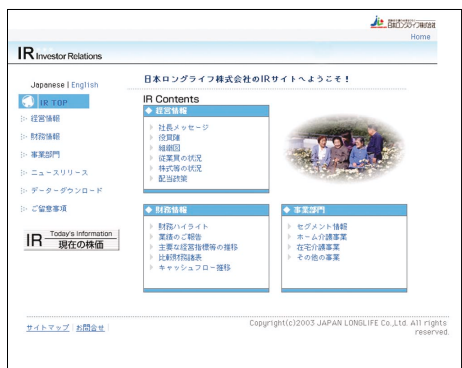 日本ロングライフ株式会社
Home
IR Investor Relations
Japanese | English
日本ロングライフ株式会社のIRサイトへようこそ！
IR TOP
経営情報
財務情報
事業部門
ニュースリリース
データーダウンロード
ご留意事項
IR Today's Information
現在の株価
IR Contents
経営情報
社長メッセージ
役員陣
組織図
従業員の状況
株式等の状況
配当政策
財務情報
財務ハイライト
業績のご報告
主要な経営指標等の推移
比較財務諸表
キャッシュフロー推移
事業部門
セグメント情報
ホーム介護事業
在宅介護事業
その他の事業
サイトマップ | お問合せ |
Copyright(c)2003 JAPAN LONGLIFE Co.,Ltd. All rights
reserved.